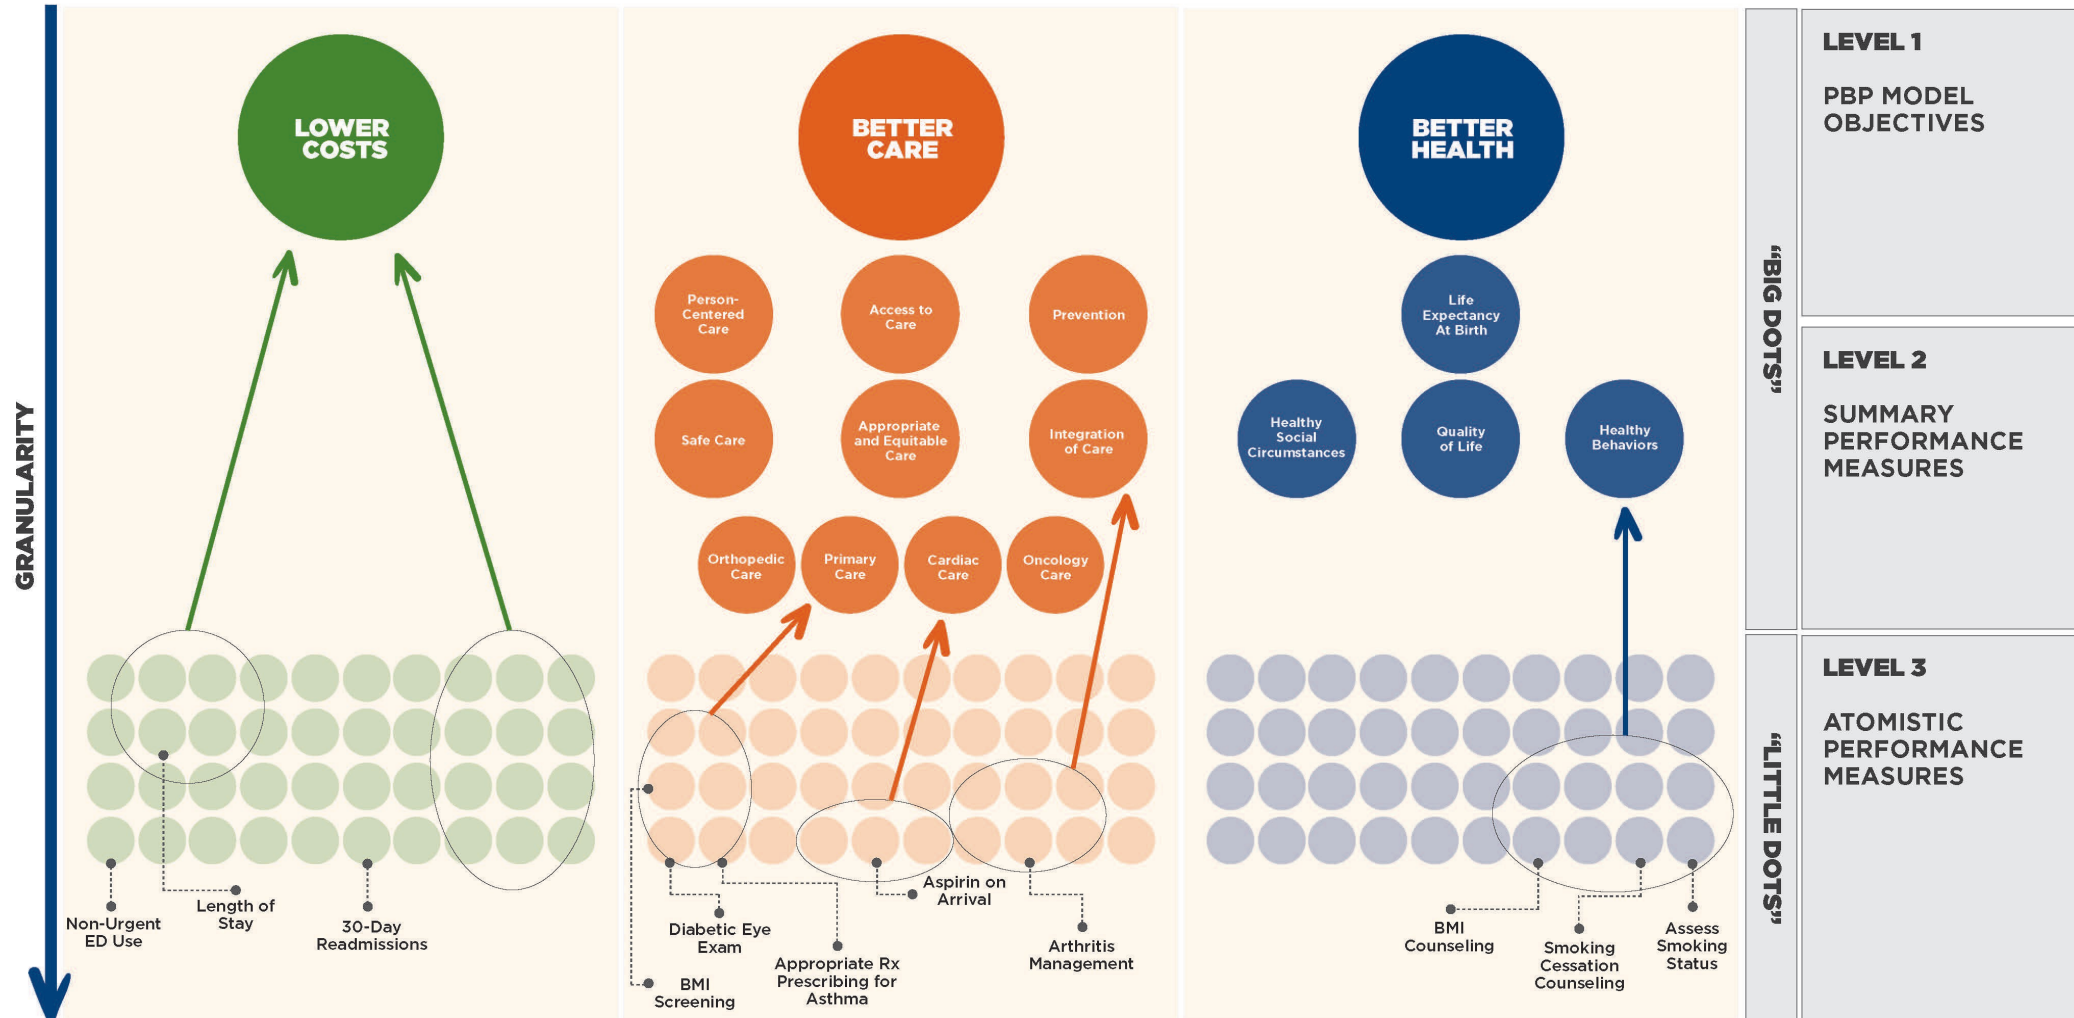 GRANULARITY
LOWER
COSTS
Non-Urgent
ED Use
Length of
Stay
30-Day
Readmissions
BETTER
CARE
Person-
Centered
Care
Access to
Care
Prevention
Safe Care
Appropriate
and Equitable
Care
Integration
of Care
Orthopedic
Care
Primary
Care
Cardiac
Care
Oncology
Care
BMI
Screening
Diabetic Eye
Exam
Appropriate Rx
Prescribing for
Asthma
Aspirin on
Arrival
Arthritis
Management
BETTER
HEALTH
Life
Expectancy
At Birth
Healthy
Social
Circumstances
Quality
of Life
Healthy
Behaviors
BMI
Counseling
Smoking
Cessation
Counseling
Assess
Smoking
Status
“BIG DOTS”
“LITTLE DOTS”
LEVEL 1
PBP MODEL
OBJECTIVES
LEVEL 2
SUMMARY
PERFORMANCE
MEASURES
LEVEL 3
ATOMISTIC
PERFORMANCE
MEASURES